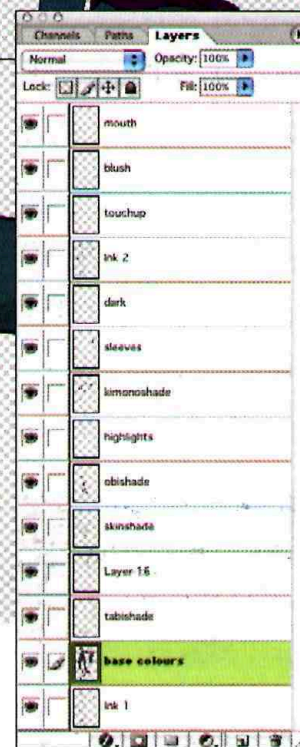 Channels Paths Layers
Normal Opacity: 100%
Lock: Fill: 100%
mouth
blush
touchup
Ink 2
dark
sleeves
kimonoshade
highlights
obishade
skinshade
Layer 16
tabishade
base colours
Ink 1